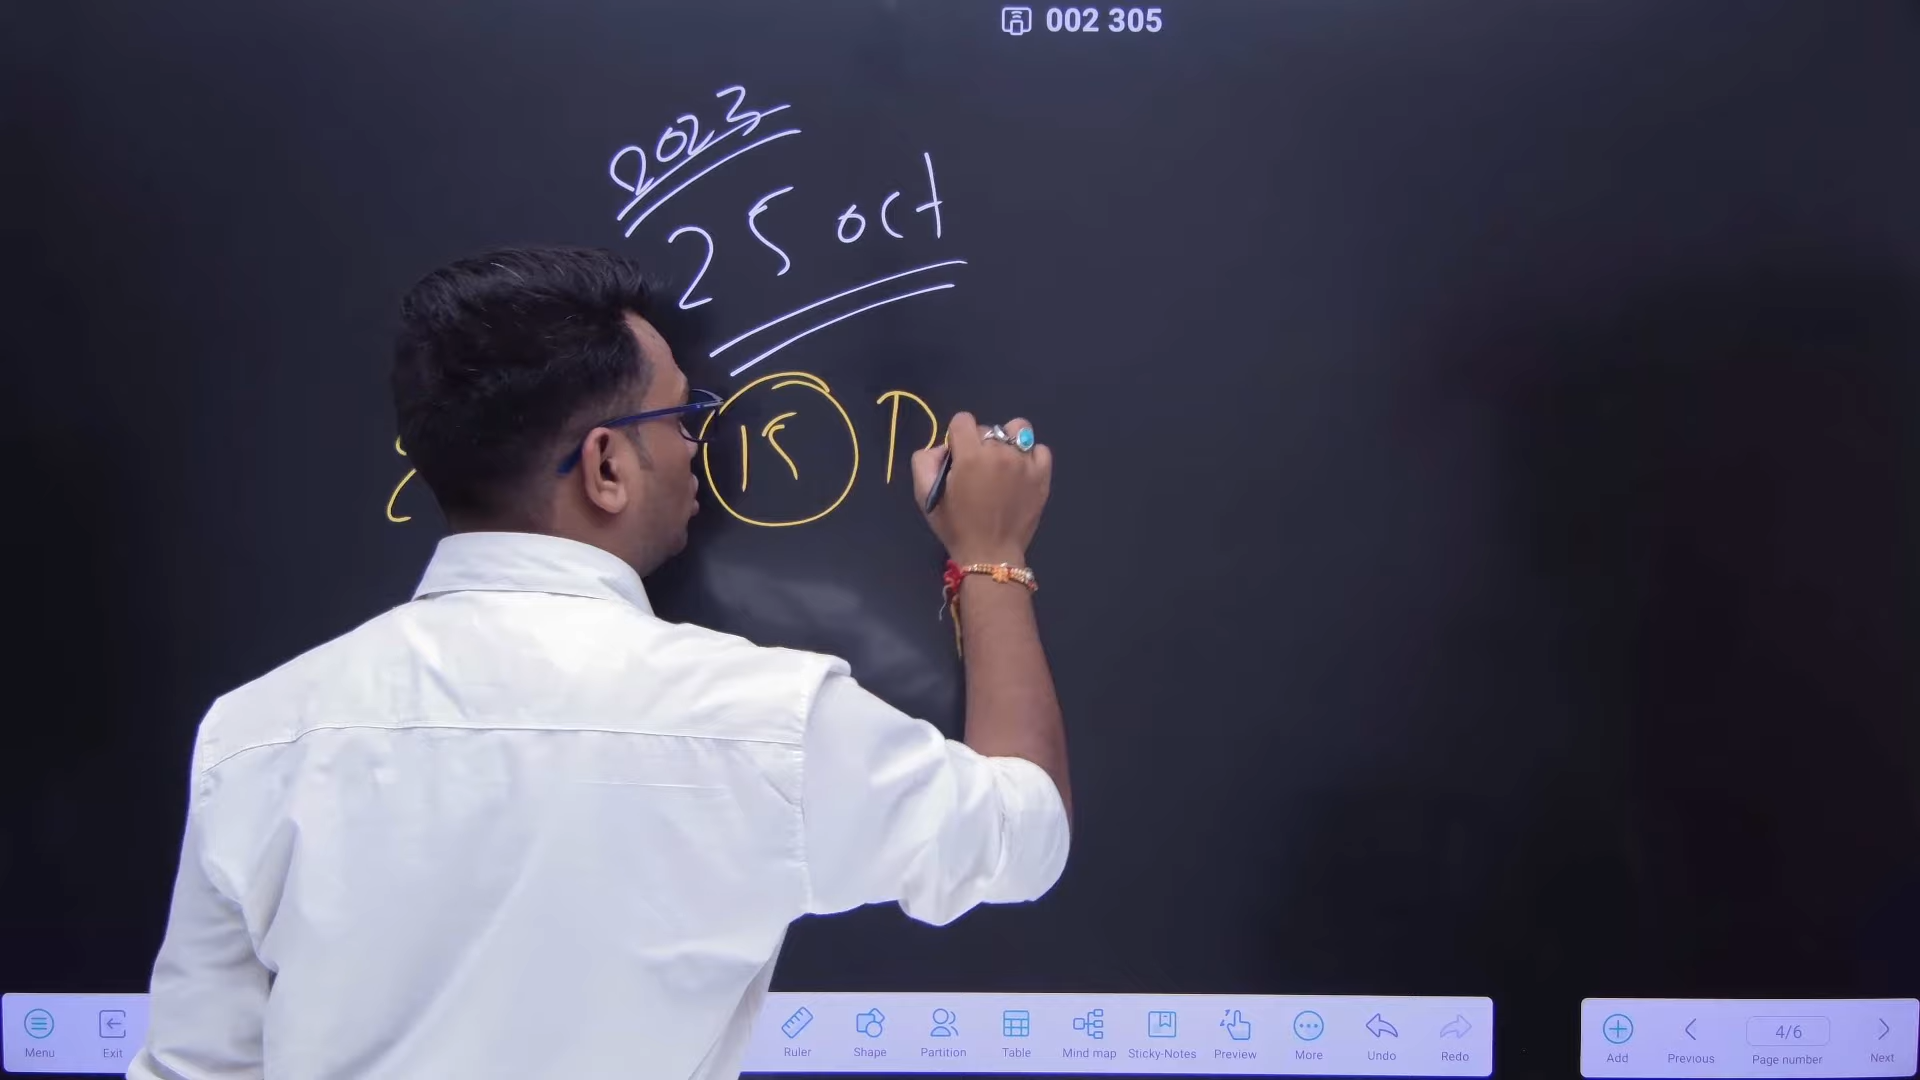 002 305
2023
25 oct
15
Menu Exit Ruler Shape Partition Table Mind map Sticky-Notes Preview More Undo Redo Add Previous 4/6 Page number Next